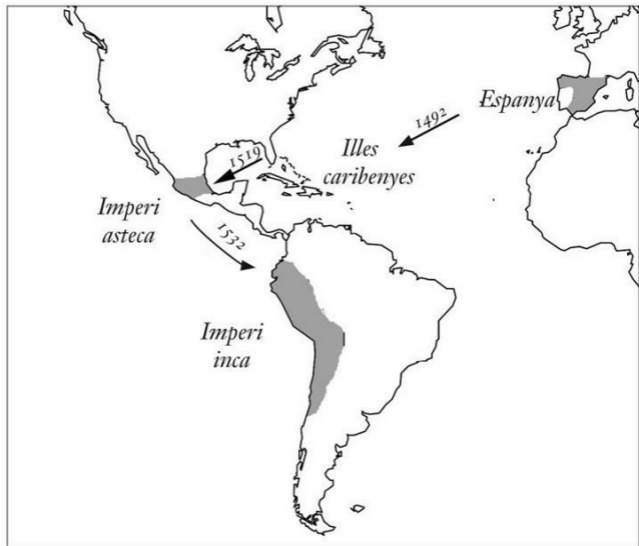 Espanya
1492
Illes
caribenyes
1519
Imperi
asteca
1532
Imperi
inca